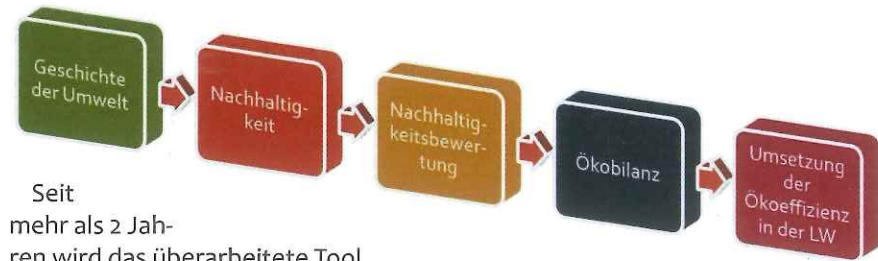 Geschichte
der Umwelt
Nachhaltig-
keit
Nachhaltig-
keitsbewer-
tung
Ökobilanz
Umsetzung
der
Ökoeffizienz
in der LW
Seit
mehr als 2 Jah-
ren wird das überarbeitete Tool